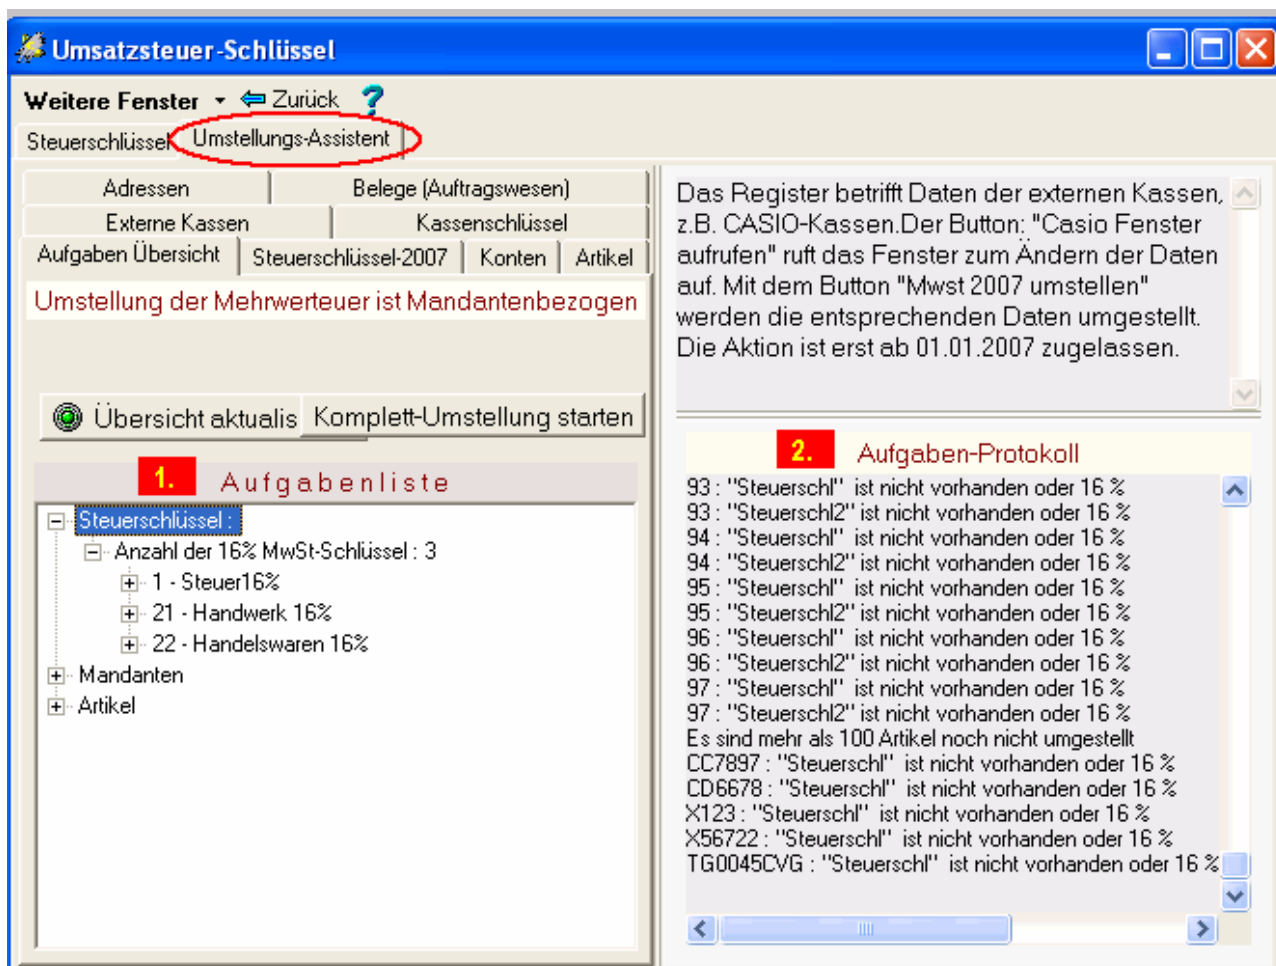 Umsatzsteuer-Schlüssel
Weitere Fenster Zurück ?
Steuerschlüssel Umstellungs-Assistent
Adressen Belege (Auftragswesen)
Externe Kassen Kassenschlüssel
Aufgaben Übersicht Steuerschlüssel-2007 Konten Artikel
Umstellung der Mehrwerteuer ist Mandantenbezogen
Übersicht aktualis Komplett-Umstellung starten
1. Aufgabenliste
Steuerschlüssel :
Anzahl der 16% MwSt-Schlüssel : 3
1 - Steuer16%
21 - Handwerk 16%
22 - Handelswaren 16%
Mandanten
Artikel
Das Register betrifft Daten der externen Kassen,
z.B. CASIO-Kassen.Der Button: "Casio Fenster
aufrufen" ruft das Fenster zum Ändern der Daten
auf. Mit dem Button "Mwst 2007 umstellen"
werden die entsprechenden Daten umgestellt.
Die Aktion ist erst ab 01.01.2007 zugelassen.
2. Aufgaben-Protokoll
93 : "Steuerschl" ist nicht vorhanden oder 16 %
93 : "Steuerschl2" ist nicht vorhanden oder 16 %
94 : "Steuerschl" ist nicht vorhanden oder 16 %
94 : "Steuerschl2" ist nicht vorhanden oder 16 %
95 : "Steuerschl" ist nicht vorhanden oder 16 %
95 : "Steuerschl2" ist nicht vorhanden oder 16 %
96 : "Steuerschl" ist nicht vorhanden oder 16 %
96 : "Steuerschl2" ist nicht vorhanden oder 16 %
97 : "Steuerschl" ist nicht vorhanden oder 16 %
97 : "Steuerschl2" ist nicht vorhanden oder 16 %
Es sind mehr als 100 Artikel noch nicht umgestellt
CC7897 : "Steuerschl" ist nicht vorhanden oder 16 %
CD6678 : "Steuerschl" ist nicht vorhanden oder 16 %
X123 : "Steuerschl" ist nicht vorhanden oder 16 %
X56722 : "Steuerschl" ist nicht vorhanden oder 16 %
TG0045CVG : "Steuerschl" ist nicht vorhanden oder 16 %